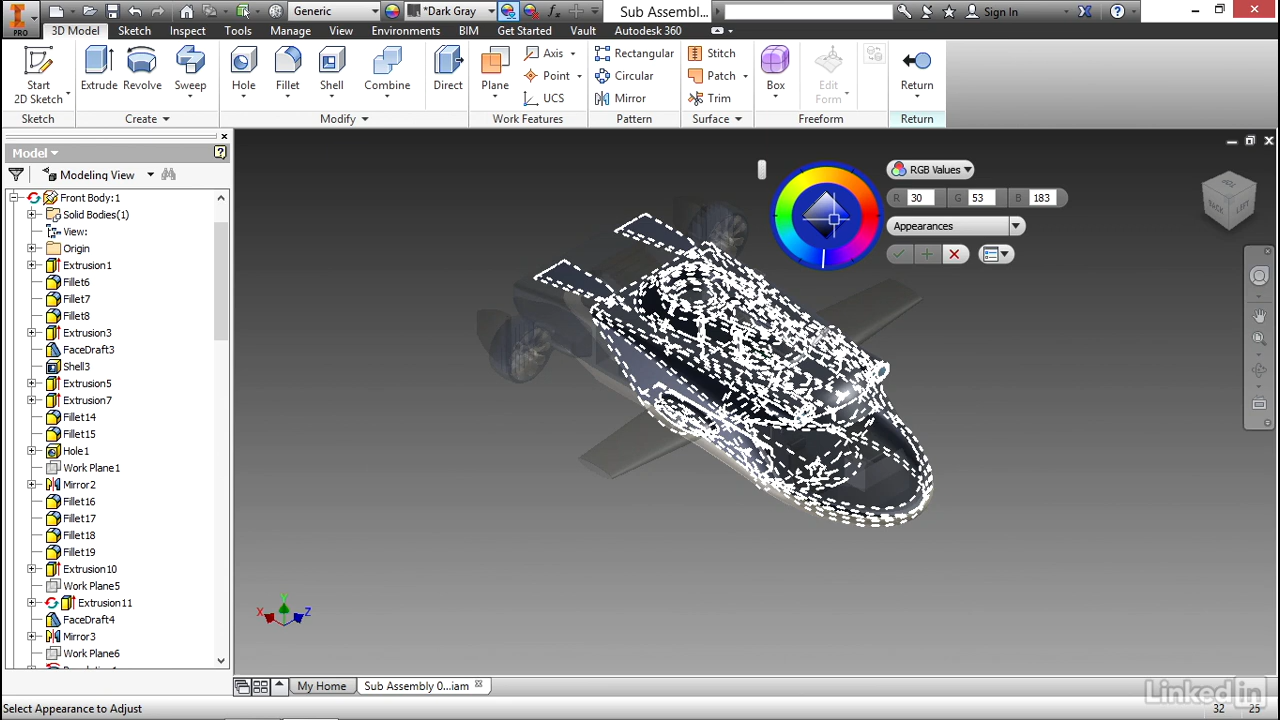 Generic
*Dark Gray
Sub Assembl...
Sign In
PRO
3D Model
Sketch
Inspect
Tools
Manage
View
Environments
BIM
Get Started
Vault
Autodesk 360
Start
2D Sketch
Extrude
Revolve
Sweep
Hole
Fillet
Shell
Combine
Direct
Plane
Axis
Point
UCS
Rectangular
Circular
Mirror
Stitch
Patch
Trim
Box
Edit
Form
Return
Sketch
Create
Modify
Work Features
Pattern
Surface
Freeform
Return
Model
Modeling View
Front Body:1
Solid Bodies(1)
View:
Origin
Extrusion1
Fillet6
Fillet7
Fillet8
Extrusion3
FaceDraft3
Shell3
Extrusion5
Extrusion7
Fillet14
Fillet15
Hole1
Work Plane1
Mirror2
Fillet16
Fillet17
Fillet18
Fillet19
Extrusion10
Work Plane5
Extrusion11
FaceDraft4
Mirror3
Work Plane6
RGB Values
R 30 G 53 B 183
Appearances
LEFT
X Y Z
My Home
Sub Assembly 0...iam
Select Appearance to Adjust
32 25
Linked in